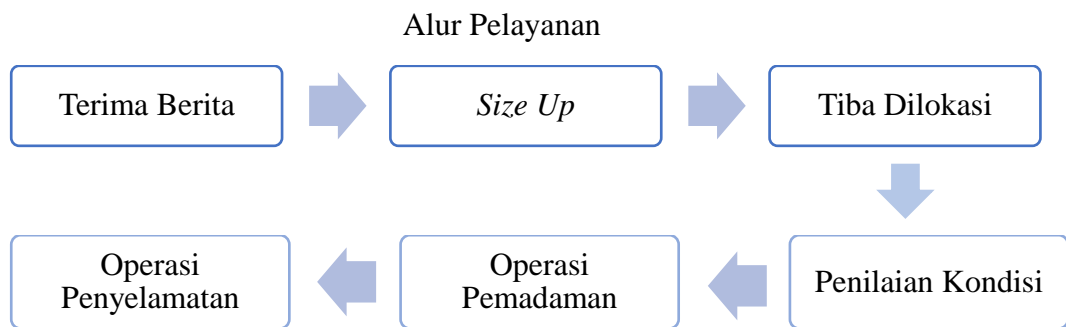 Alur Pelayanan
Terima Berita
Size Up
Tiba Dilokasi
Penilaian Kondisi
Operasi
Pemadaman
Operasi
Penyelamatan